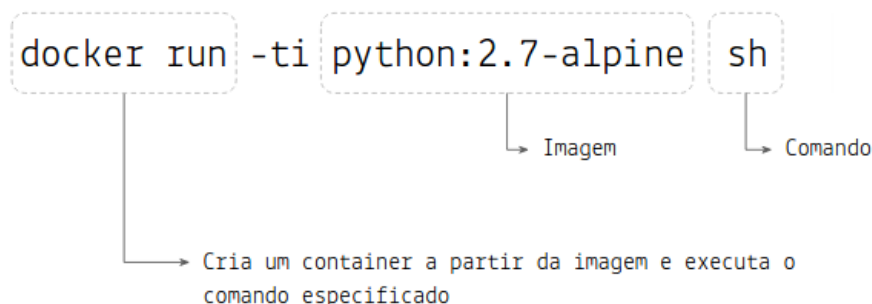 docker run -ti python:2.7-alpine sh
Imagem
Comando
Cria um container a partir da imagem e executa o
comando especificado